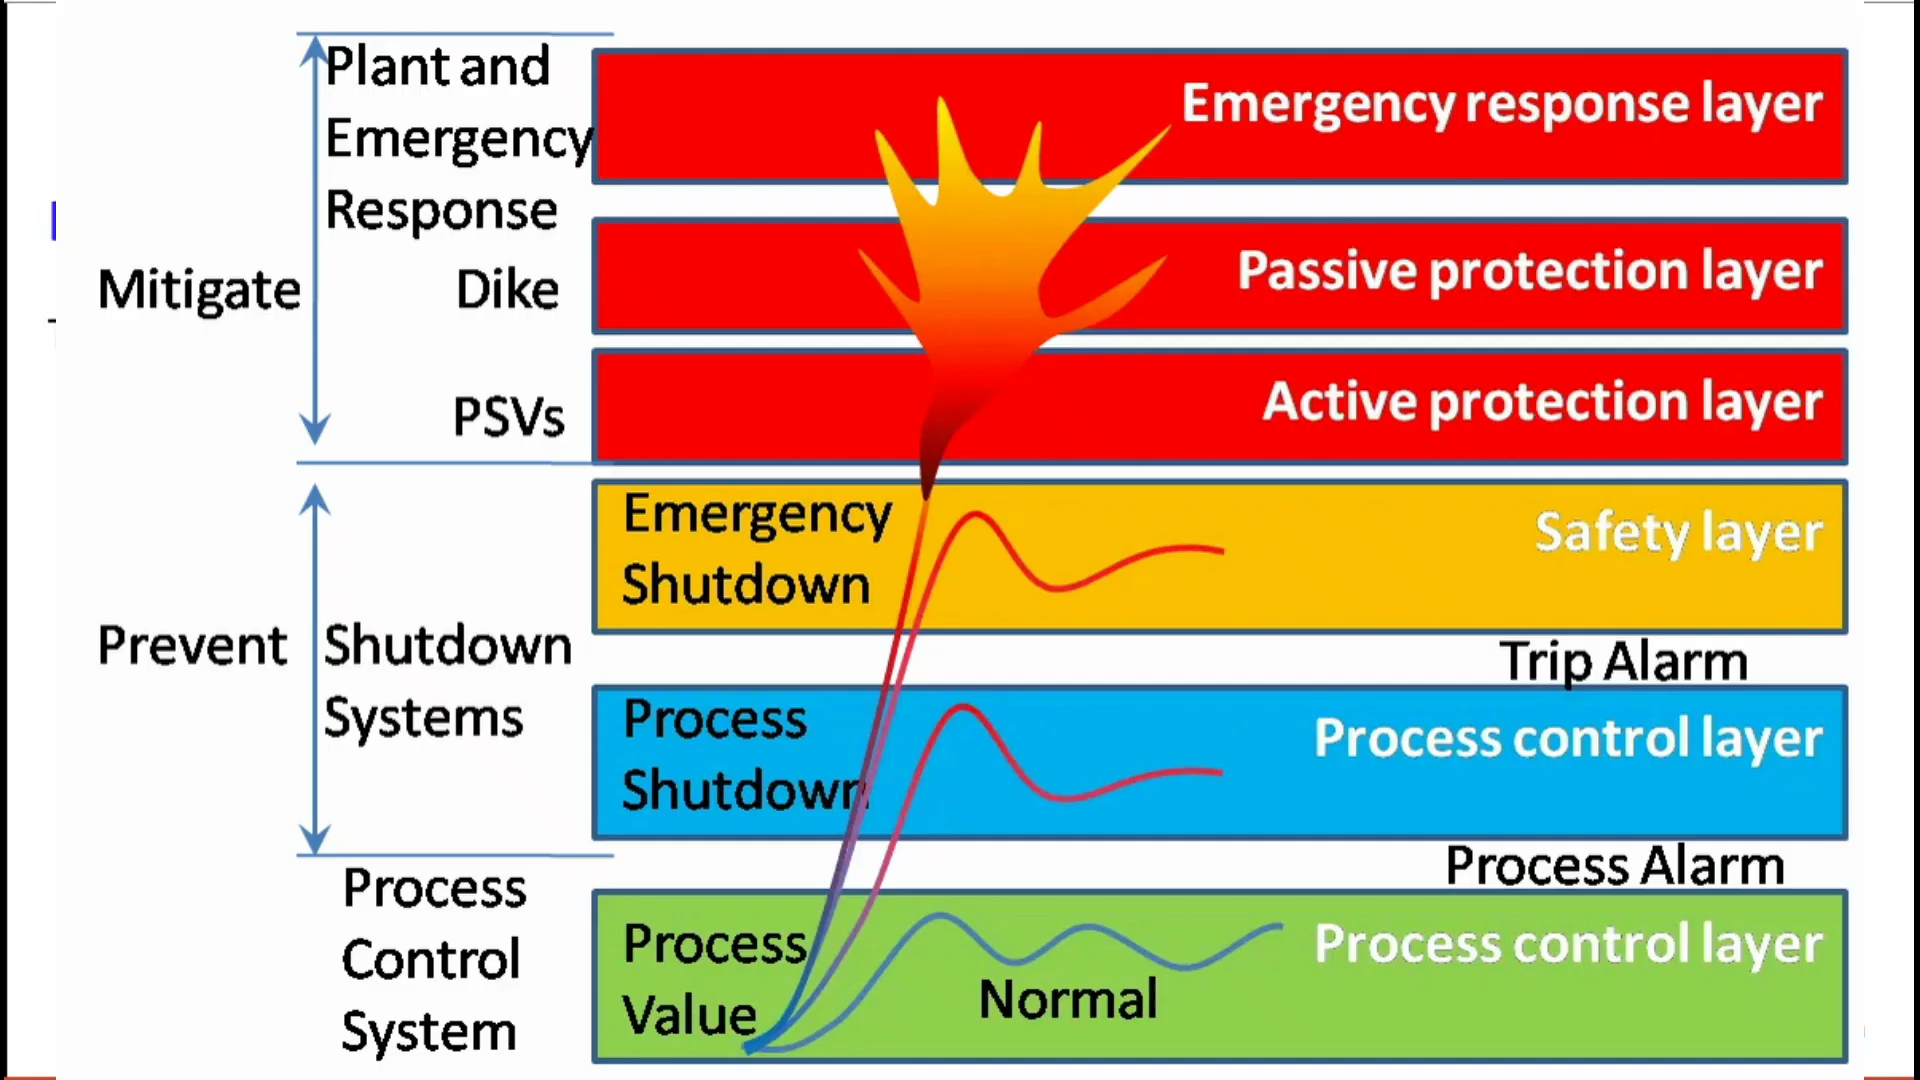 Plant and
Emergency
Response
Emergency response layer
Mitigate
Dike
Passive protection layer
PSVs
Active protection layer
Emergency
Shutdown
Safety layer
Prevent
Shutdown
Systems
Trip Alarm
Process
Shutdown
Process control layer
Process Alarm
Process
Control
System
Process
Value
Normal
Process control layer